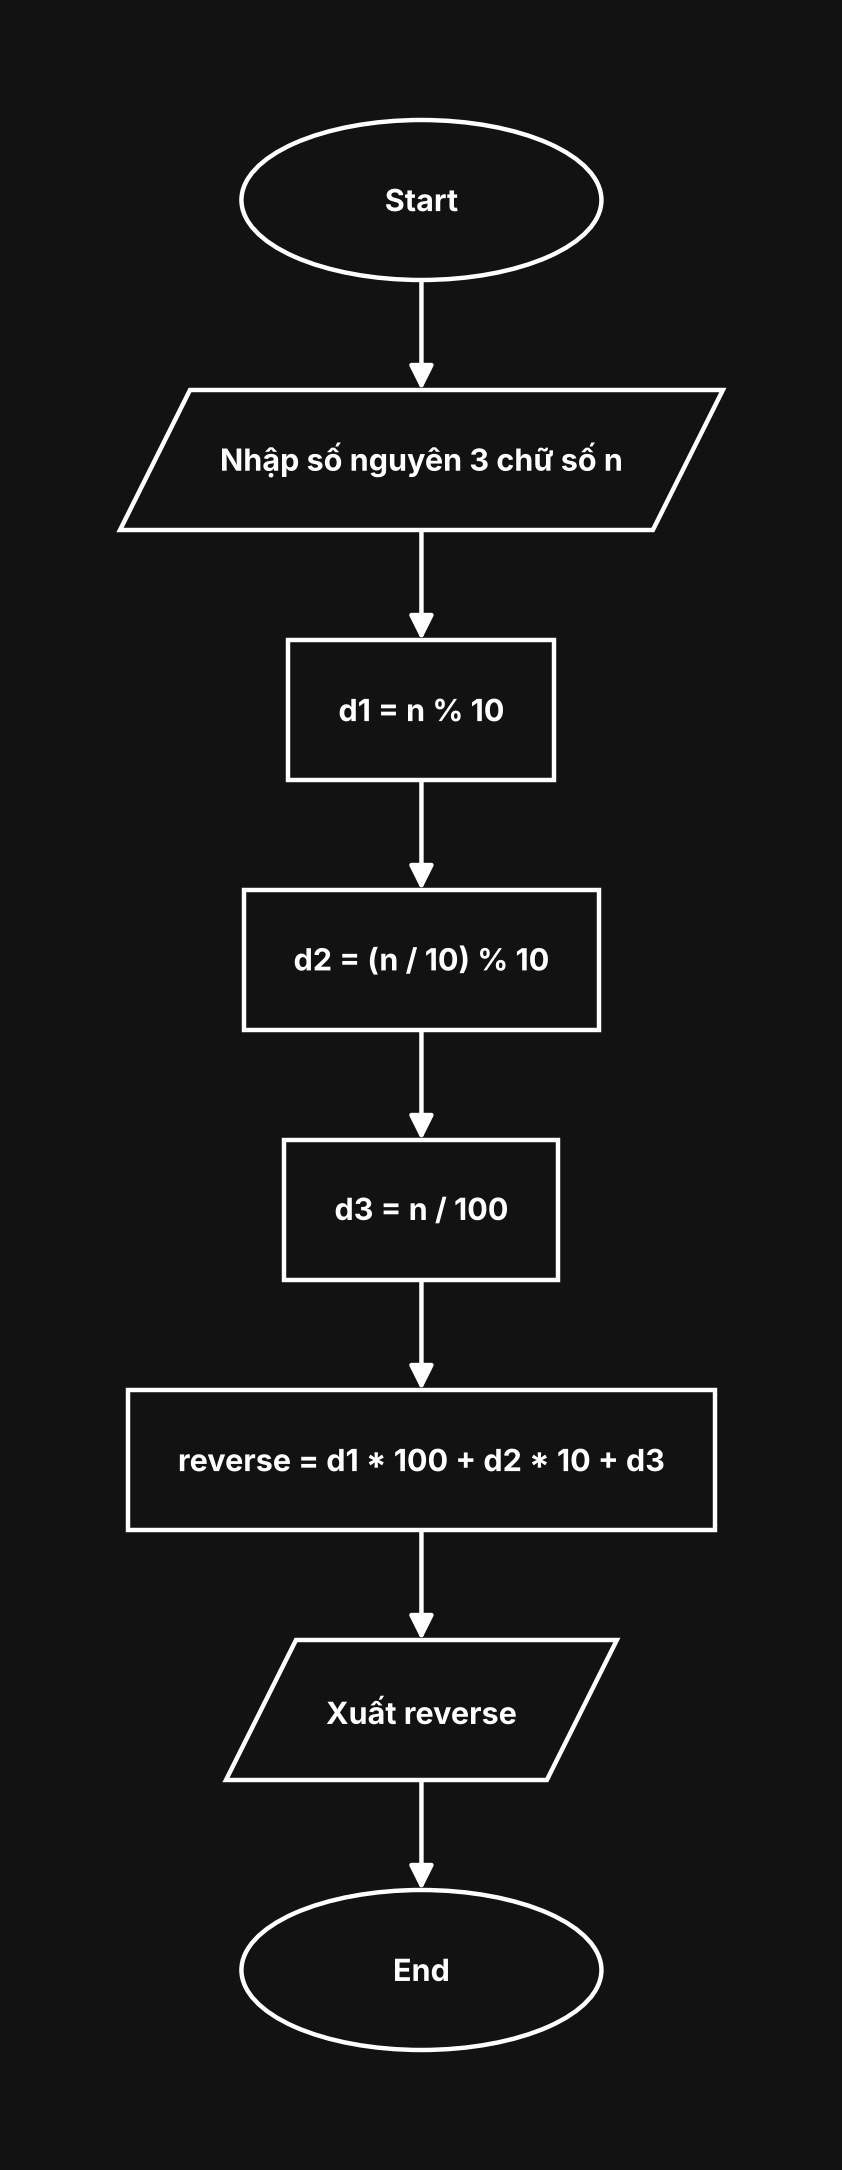 Start
Nhập số nguyên 3 chữ số n
d1 = n % 10
d2 = (n / 10) % 10
d3 = n / 100
reverse = d1 * 100 + d2 * 10 + d3
Xuất reverse
End